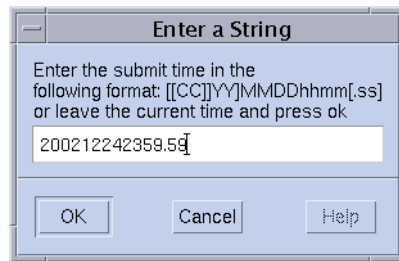 Enter a String
Enter the submit time in the
following format: [[CC]]YY]MMDDhhmm[.ss]
or leave the current time and press ok
200212242359.59
OK
Cancel
Help